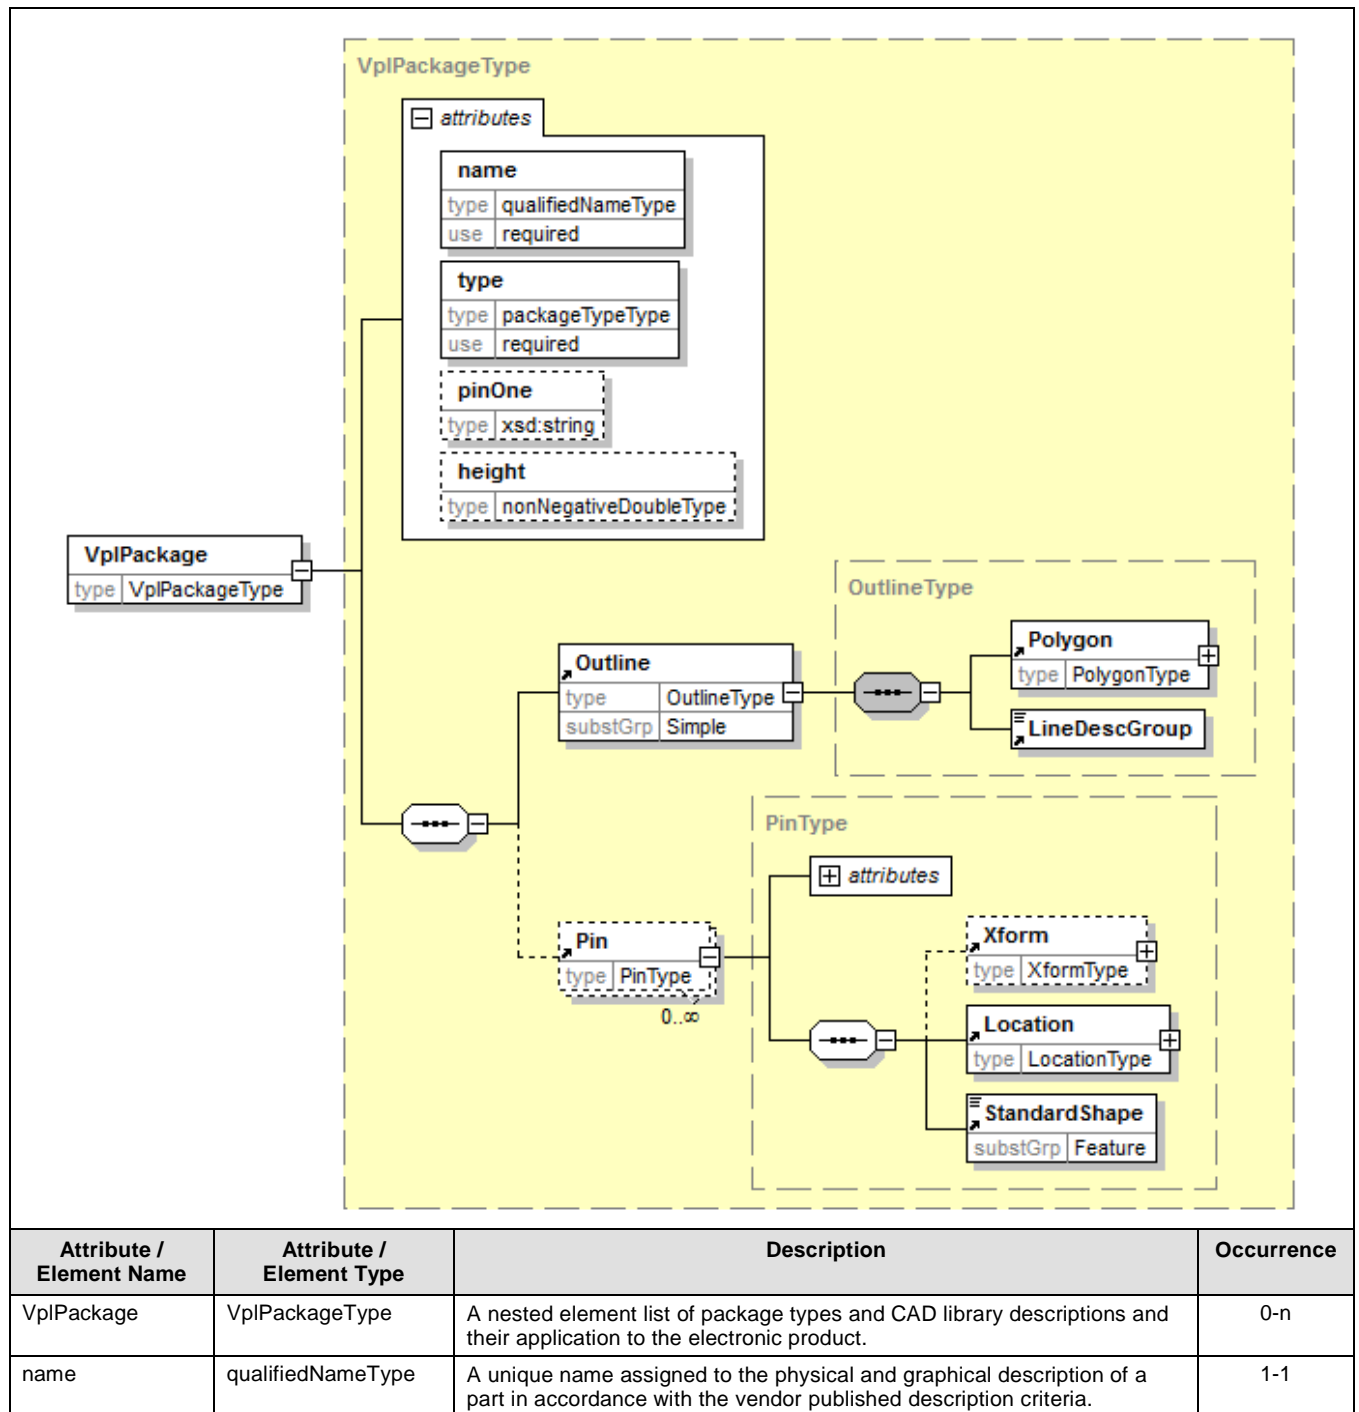 VplPackageType
attributes
name
type qualifiedNameType
use required
type
type packageTypeType
use required
pinOne
type xsd:string
height
type nonNegativeDoubleType
VplPackage
type VplPackageType
OutlineType
Outline
type OutlineType
substGrp Simple
Polygon
type PolygonType
LineDescGroup
PinType
attributes
Pin
type PinType
0..∞
Xform
type XformType
Location
type LocationType
StandardShape
substGrp Feature
Attribute / Element Name
Attribute / Element Type
Description
Occurrence
VplPackage
VplPackageType
A nested element list of package types and CAD library descriptions and
their application to the electronic product.
0-n
name
qualifiedNameType
A unique name assigned to the physical and graphical description of a
part in accordance with the vendor published description criteria.
1-1